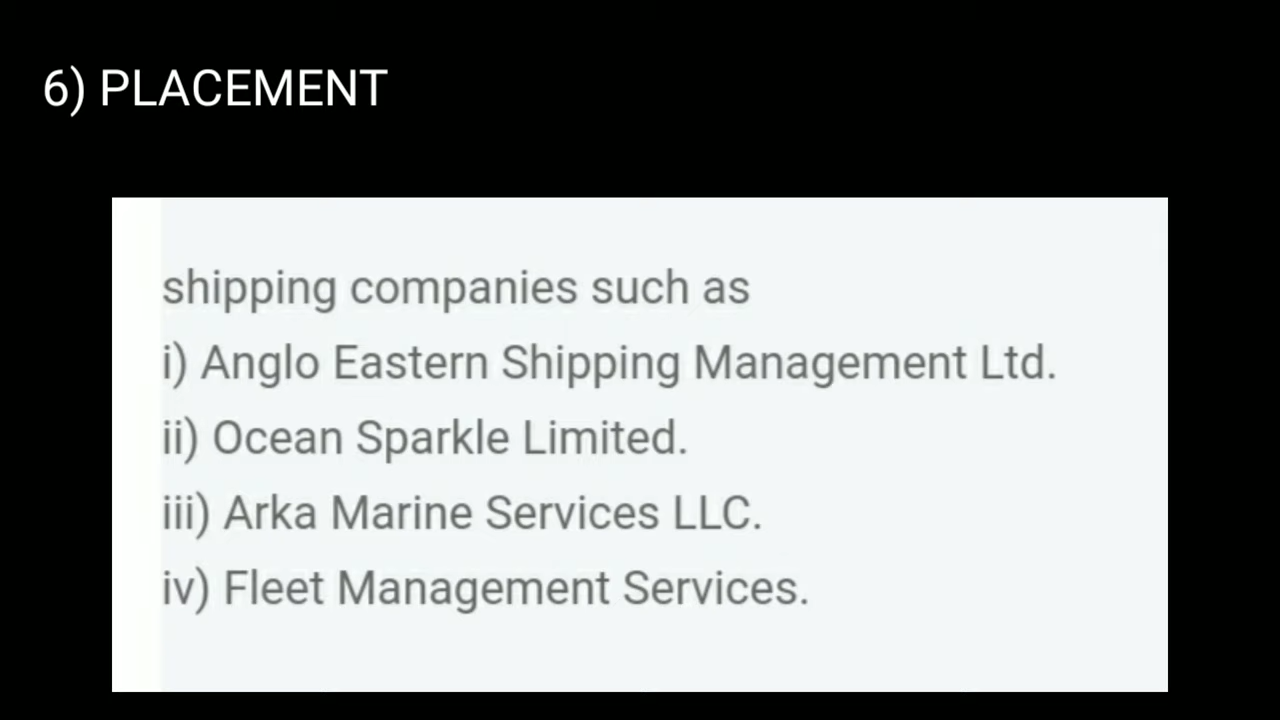 6) PLACEMENT
shipping companies such as
i) Anglo Eastern Shipping Management Ltd.
ii) Ocean Sparkle Limited.
iii) Arka Marine Services LLC.
iv) Fleet Management Services.